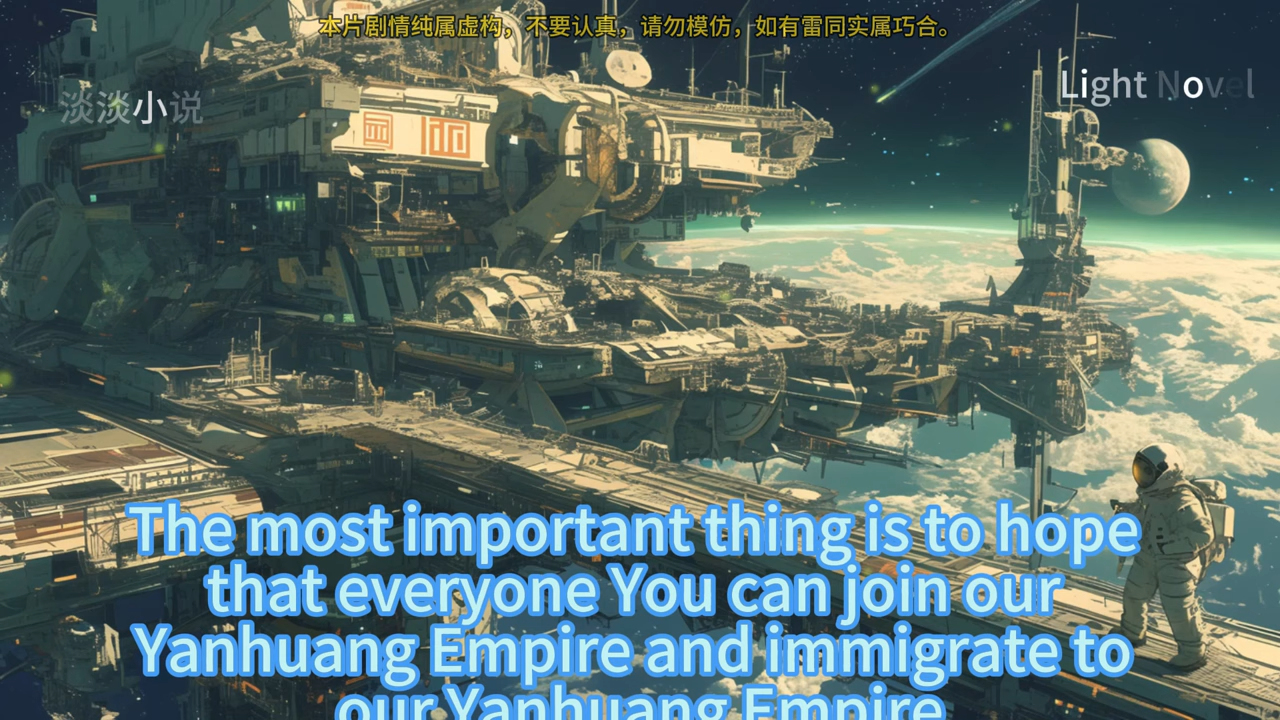 本片剧情纯属虚构，不要认真，请勿模仿，如有雷同实属巧合。
淡淡小说
Light Novel
The most important thing is to hope
that everyone You can join our
Yanhuang Empire and immigrate to
our Yanhuang Empire